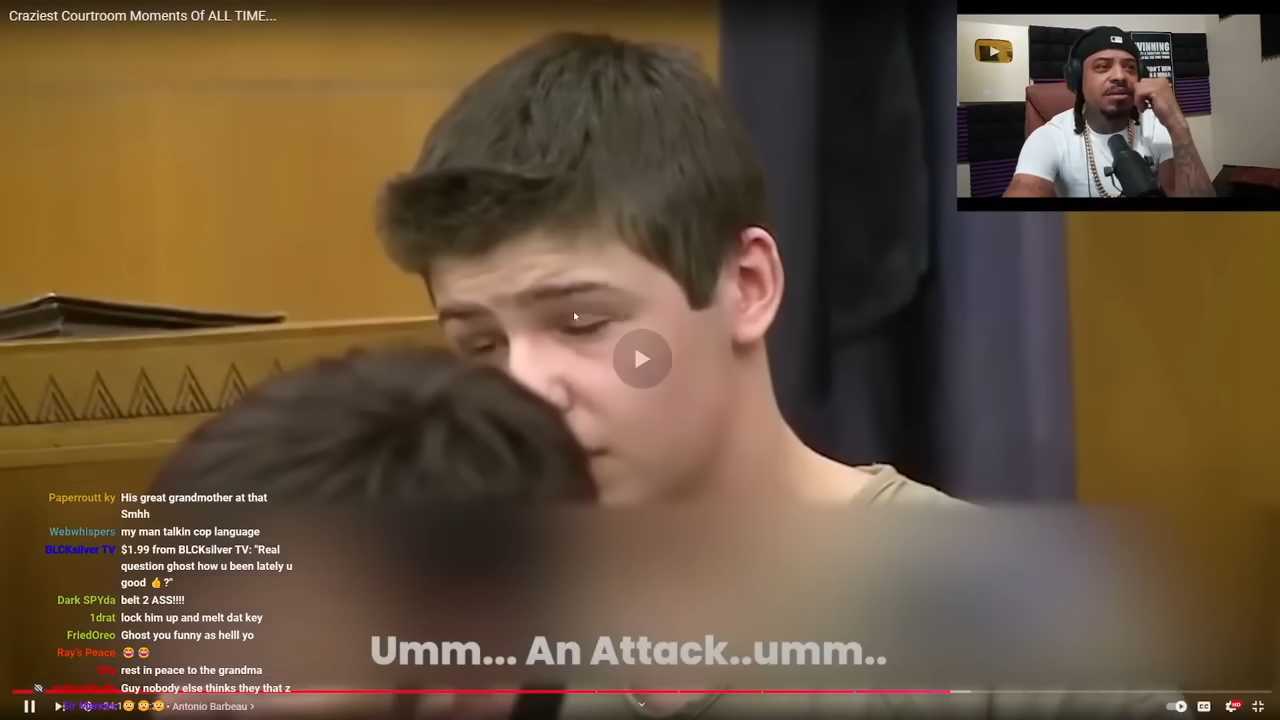 Craziest Courtroom Moments Of ALL TIME...
WINNING
Paperroutt ky His great grandmother at that
Smhh
Webwhispers my man talkin cop language
BLCKsilver TV $1.99 from BLCKsilver TV: "Real
question ghost how u been lately u
good 👍?"
Dark SPYda belt 2 ASS!!!!
1drat lock him up and melt dat key
FriedOreo Ghost you funny as helll yo
Ray's Peace 😂😂
rest in peace to the grandma
Guy nobody else thinks they that z
Umm... An Attack..umm..
• Antonio Barbeau ›
HD